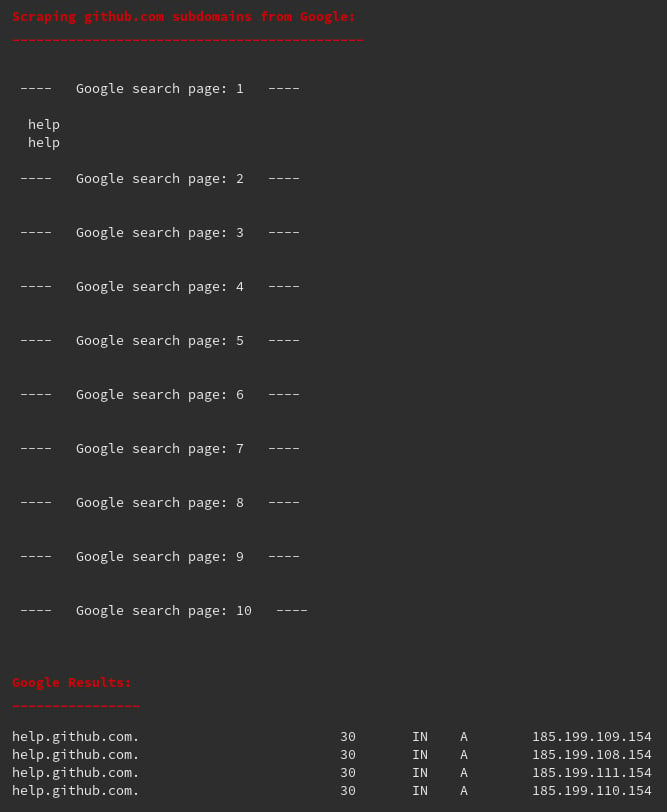 Scraping github.com subdomains from Google:
____________________________________________
----   Google search page: 1   ----
help
help
----   Google search page: 2   ----
----   Google search page: 3   ----
----   Google search page: 4   ----
----   Google search page: 5   ----
----   Google search page: 6   ----
----   Google search page: 7   ----
----   Google search page: 8   ----
----   Google search page: 9   ----
----   Google search page: 10   ----
Google Results:
________________
help.github.com.                         30       IN    A        185.199.109.154
help.github.com.                         30       IN    A        185.199.108.154
help.github.com.                         30       IN    A        185.199.111.154
help.github.com.                         30       IN    A        185.199.110.154